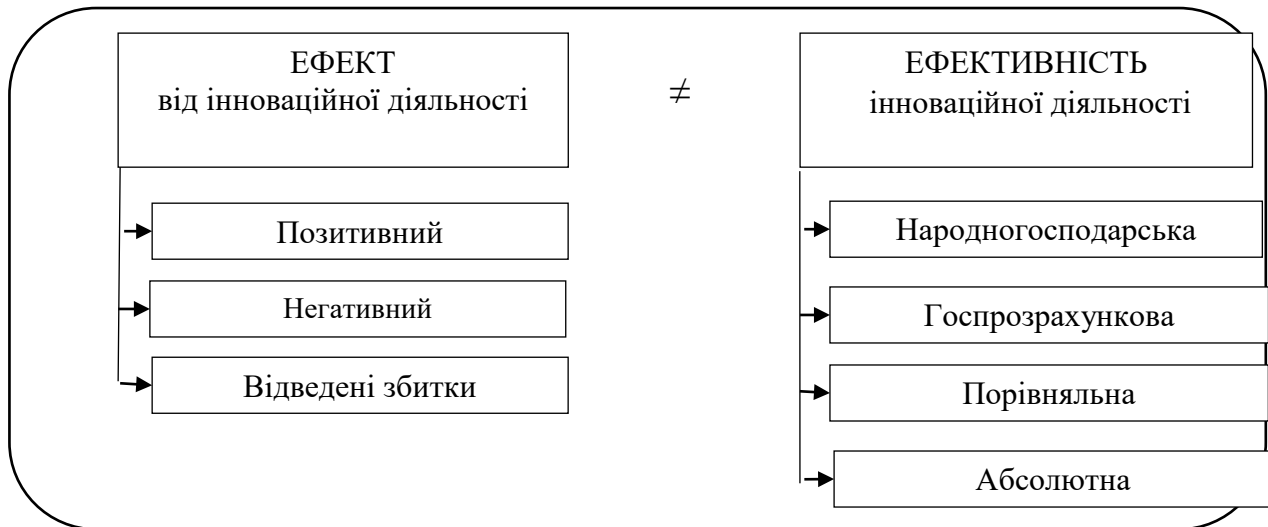 ЕФЕКТ
від інноваційної діяльності
≠
ЕФЕКТИВНІСТЬ
інноваційної діяльності
Позитивний
Негативний
Відведені збитки
Народногосподарська
Госпрозрахункова
Порівняльна
Абсолютна